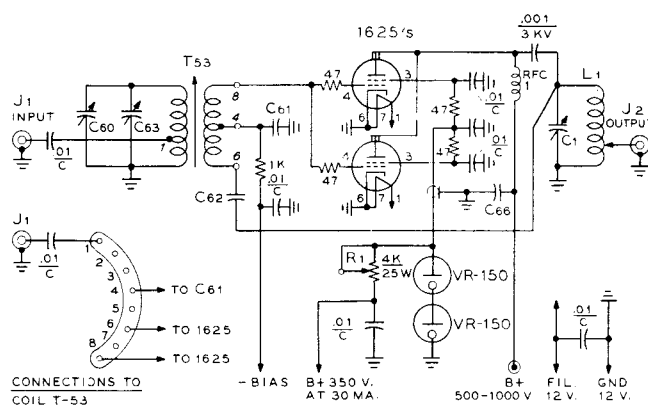 1625's
.001
3 KV
T53
L1
RFC
1
J1
INPUT
C60
C63
.01
C
1
8
4
6
C61
1K
.01
C
C62
47
4
3
6
7
1
47
4
3
6
7
1
47
47
.01
C
.01
C
C66
C1
J2
OUTPUT
J1
.01
C
1
2
3
4
5
6
7
8
TO C61
TO 1625
TO 1625
R1
4K
25W
VR-150
VR-150
.01
C
.01
C
CONNECTIONS TO
COIL T-53
-BIAS
B+ 350 V.
AT 30 MA.
B+
500-1000 V
FIL.
12 V.
GND
12 V.